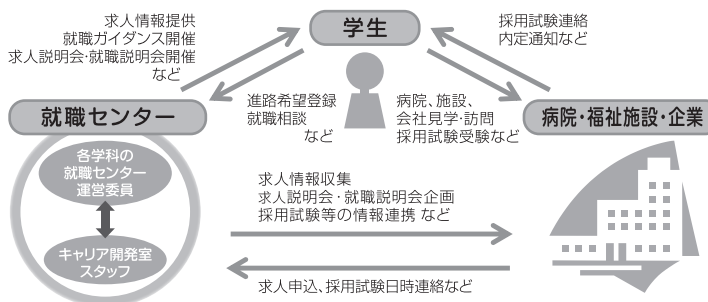 求人情報提供
就職ガイダンス開催
求人説明会・就職説明会開催
など
学生
採用試験連絡
内定通知など
進路希望登録
就職相談
など
病院、施設、
会社見学・訪問
採用試験受験など
就職センター
病院・福祉施設・企業
各学科の
就職センター
運営委員
キャリア開発室
スタッフ
求人情報収集
求人説明会・就職説明会企画
採用試験等の情報連携 など
求人申込、採用試験日時連絡など